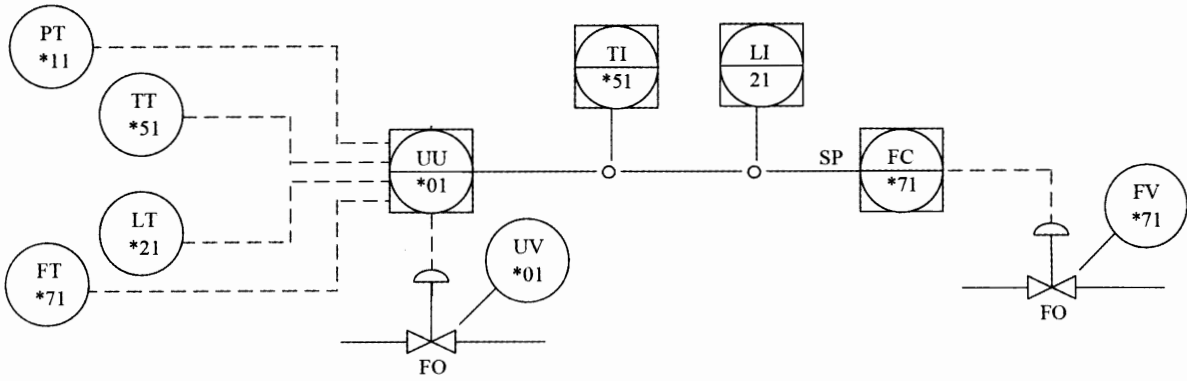 PT
*11
TT
*51
LT
*21
FT
*71
UU
*01
UV
*01
FO
TI
*51
LI
21
SP
FC
*71
FV
*71
FO